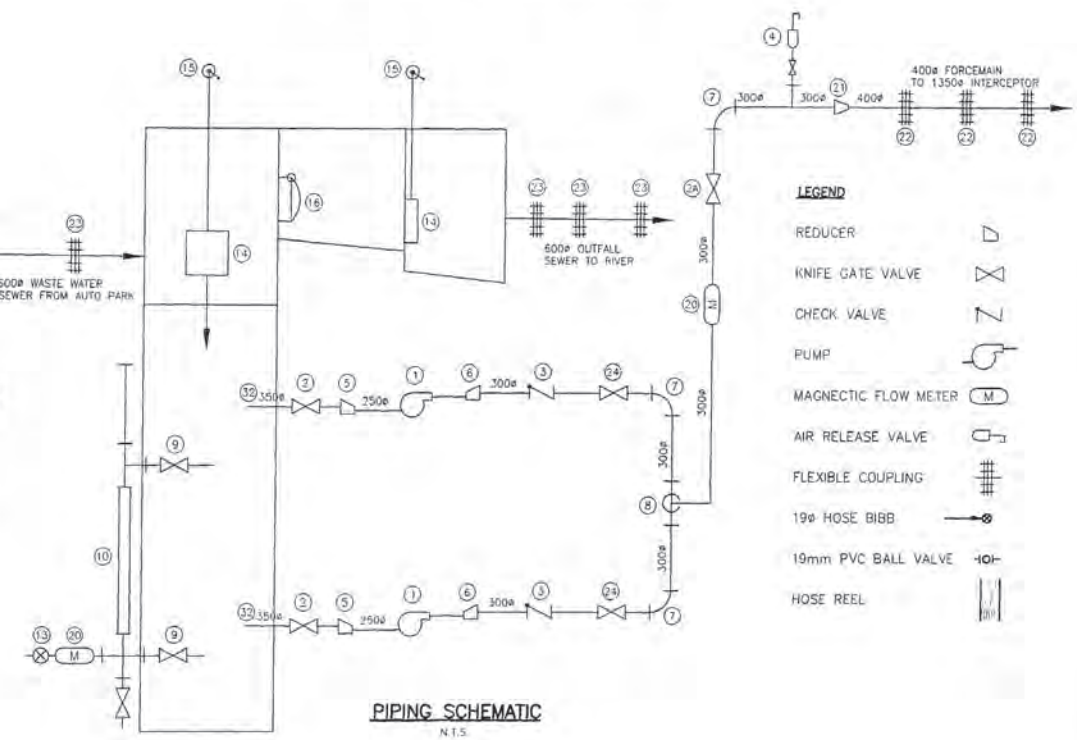 4
15
15
7
300ø
300ø
21
400ø
400ø FORCEMAIN
TO 1350ø INTERCEPTOR
22
22
22
2A
16
14
14
23
23
23
23
600ø OUTFALL
SEWER TO RIVER
600ø WASTE WATER
SEWER FROM AUTO PARK
300ø
20
M
300ø
LEGEND
REDUCER
KNIFE GATE VALVE
CHECK VALVE
PUMP
MAGNECTIC FLOW METER
M
AIR RELEASE VALVE
FLEXIBLE COUPLING
19ø HOSE BIBB
19mm PVC BALL VALVE
HOSE REEL
32
350ø
2
5
250ø
1
6
300ø
3
24
7
300ø
8
300ø
9
10
32
350ø
2
5
250ø
1
6
300ø
3
24
7
13
20
M
9
PIPING SCHEMATIC
N.T.S.